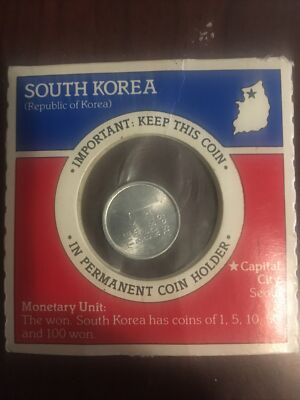 SOUTH KOREA
(Republic of Korea)
• IMPORTANT: KEEP THIS COIN •
IN PERMANENT COIN HOLDER •
★ Capital
City
Monetary Unit:
The won. South Korea has coins of 1, 5, 10,
and 100 won.